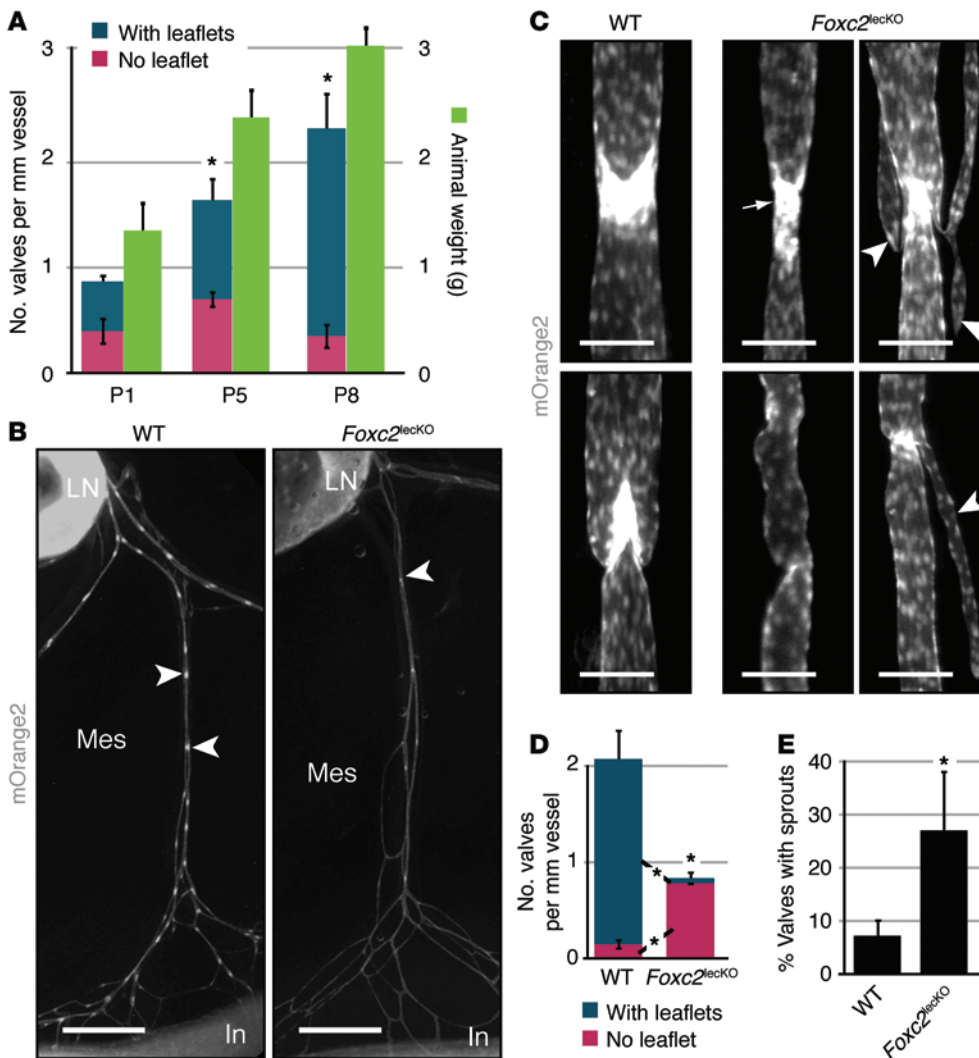 A
With leaflets
No leaflet
3
2
1
0
No. valves per mm vessel
3
2
1
0
Animal weight (g)
*
*
P1
P5
P8
B
WT
Foxc2lecKO
mOrange2
LN
Mes
In
LN
Mes
In
C
WT
Foxc2lecKO
mOrange2
D
No. valves
per mm vessel
2
1
0
*
*
*
WT
Foxc2lecKO
With leaflets
No leaflet
E
% Valves with sprouts
40
30
20
10
0
*
WT
Foxc2lecKO